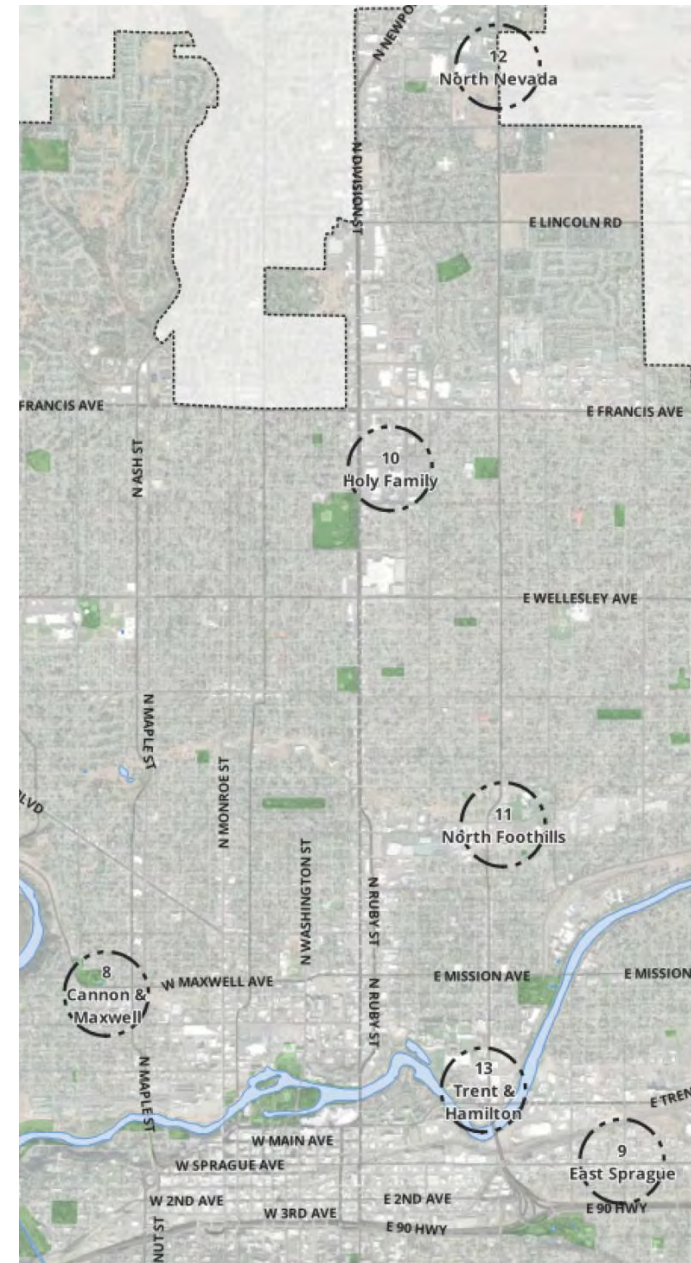 N NEWPO
12
North Nevada
N DIVISION ST
E LINCOLN RD
FRANCIS AVE
E FRANCIS AVE
10
Holy Family
N ASH ST
E WELLESLEY AVE
N MAPLE ST
N MONROE ST
BLVD
11
North Foothills
N WASHINGTON ST
N RUBY ST
8
Cannon &
Maxwell
W MAXWELL AVE
E MISSION AVE
E MISSION
N RUBY ST
N MAPLE ST
13
Trent &
Hamilton
E TREN
W MAIN AVE
9
East Sprague
W SPRAGUE AVE
W 2ND AVE
E 2ND AVE
W 3RD AVE
E 90 HWY
E 90 HWY
NUT ST